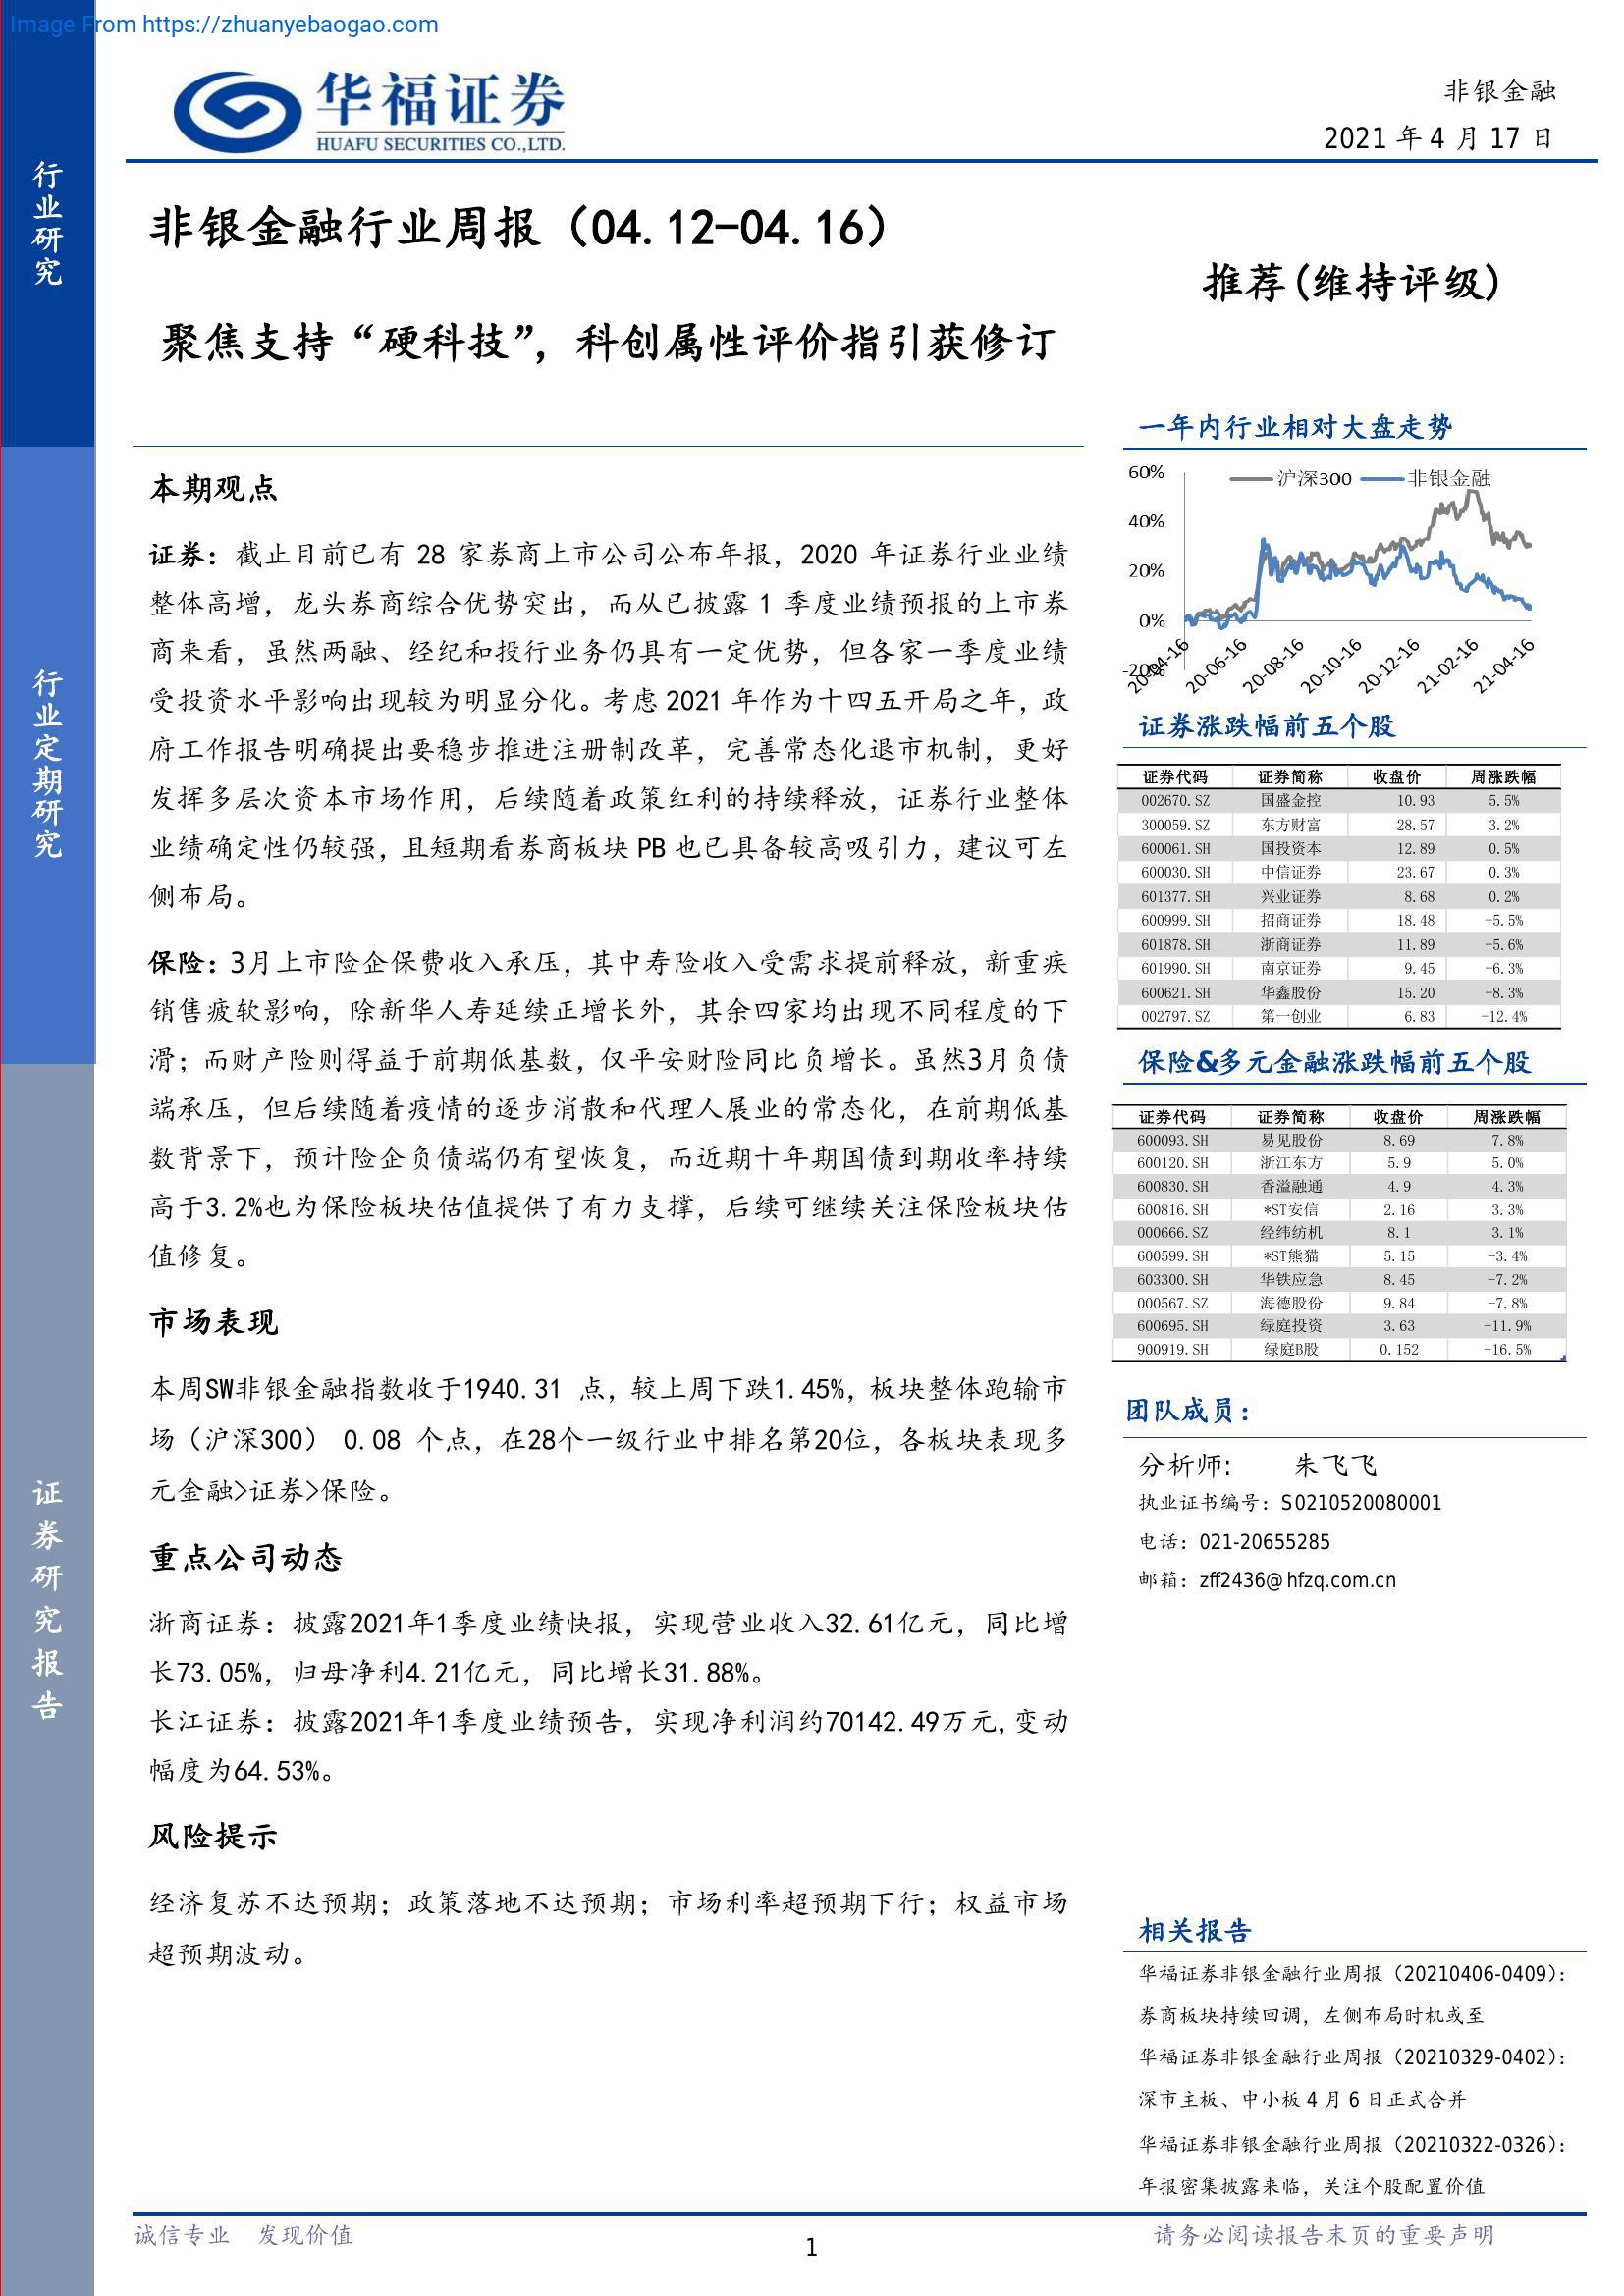 Image From https://zhuanyebaogao.com
华福证券
HUAFU SECURITIES CO.,LTD.
非银金融
2021 年 4 月 17 日
行业研究
行业定期研究
证券研究报告
非银金融行业周报（04.12-04.16）
聚焦支持“硬科技”，科创属性评价指引获修订
推荐(维持评级)
本期观点
证券：截止目前已有 28 家券商上市公司公布年报，2020 年证券行业业绩
整体高增，龙头券商综合优势突出，而从已披露 1 季度业绩预报的上市券
商来看，虽然两融、经纪和投行业务仍具有一定优势，但各家一季度业绩
受投资水平影响出现较为明显分化。考虑 2021 年作为十四五开局之年，政
府工作报告明确提出要稳步推进注册制改革，完善常态化退市机制，更好
发挥多层次资本市场作用，后续随着政策红利的持续释放，证券行业整体
业绩确定性仍较强，且短期看券商板块 PB 也已具备较高吸引力，建议可左
侧布局。
保险：3月上市险企保费收入承压，其中寿险收入受需求提前释放，新重疾
销售疲软影响，除新华人寿延续正增长外，其余四家均出现不同程度的下
滑；而财产险则得益于前期低基数，仅平安财险同比负增长。虽然3月负债
端承压，但后续随着疫情的逐步消散和代理人展业的常态化，在前期低基
数背景下，预计险企负债端仍有望恢复，而近期十年期国债到期收率持续
高于3.2%也为保险板块估值提供了有力支撑，后续可继续关注保险板块估
值修复。
市场表现
本周SW非银金融指数收于1940.31 点，较上周下跌1.45%，板块整体跑输市
场（沪深300） 0.08 个点，在28个一级行业中排名第20位，各板块表现多
元金融>证券>保险。
重点公司动态
浙商证券：披露2021年1季度业绩快报，实现营业收入32.61亿元，同比增
长73.05%，归母净利4.21亿元，同比增长31.88%。
长江证券：披露2021年1季度业绩预告，实现净利润约70142.49万元,变动
幅度为64.53%。
风险提示
经济复苏不达预期；政策落地不达预期；市场利率超预期下行；权益市场
超预期波动。
一年内行业相对大盘走势
沪深300 非银金融
60%
40%
20%
0%
-20%
20-04-16 20-06-16 20-08-16 20-10-16 20-12-16 21-02-16 21-04-16
证券涨跌幅前五个股
证券代码 证券简称 收盘价 周涨跌幅
002670.SZ 国盛金控 10.93 5.5%
300059.SZ 东方财富 28.57 3.2%
600061.SH 国投资本 12.89 0.5%
600030.SH 中信证券 23.67 0.3%
601377.SH 兴业证券 8.68 0.2%
600999.SH 招商证券 18.48 -5.5%
601878.SH 浙商证券 11.89 -5.6%
601990.SH 南京证券 9.45 -6.3%
600621.SH 华鑫股份 15.20 -8.3%
002797.SZ 第一创业 6.83 -12.4%
保险&多元金融涨跌幅前五个股
证券代码 证券简称 收盘价 周涨跌幅
600093.SH 易见股份 8.69 7.8%
600120.SH 浙江东方 5.9 5.0%
600830.SH 香溢融通 4.9 4.3%
600816.SH *ST安信 2.16 3.3%
000666.SZ 经纬纺机 8.1 3.1%
600599.SH *ST熊猫 5.15 -3.4%
603300.SH 华铁应急 8.45 -7.2%
000567.SZ 海德股份 9.84 -7.8%
600695.SH 绿庭投资 3.63 -11.9%
900919.SH 绿庭B股 0.152 -16.5%
团队成员：
分析师: 朱飞飞
执业证书编号：S0210520080001
电话：021-20655285
邮箱：zff2436@hfzq.com.cn
相关报告
华福证券非银金融行业周报（20210406-0409）：
券商板块持续回调，左侧布局时机或至
华福证券非银金融行业周报（20210329-0402）：
深市主板、中小板 4 月 6 日正式合并
华福证券非银金融行业周报（20210322-0326）：
年报密集披露来临，关注个股配置价值
诚信专业 发现价值
1
请务必阅读报告末页的重要声明